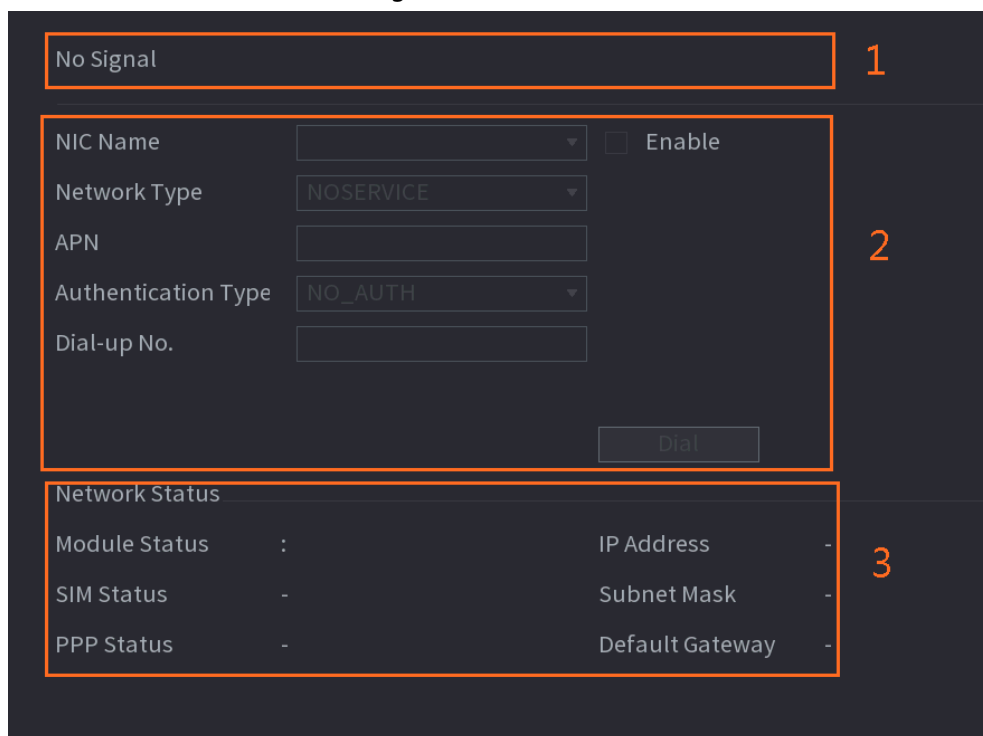 No Signal 1
NIC Name Enable
Network Type NOSERVICE
APN 2
Authentication Type NO_AUTH
Dial-up No.
Dial
Network Status
Module Status : IP Address -
3
SIM Status - Subnet Mask -
PPP Status - Default Gateway -